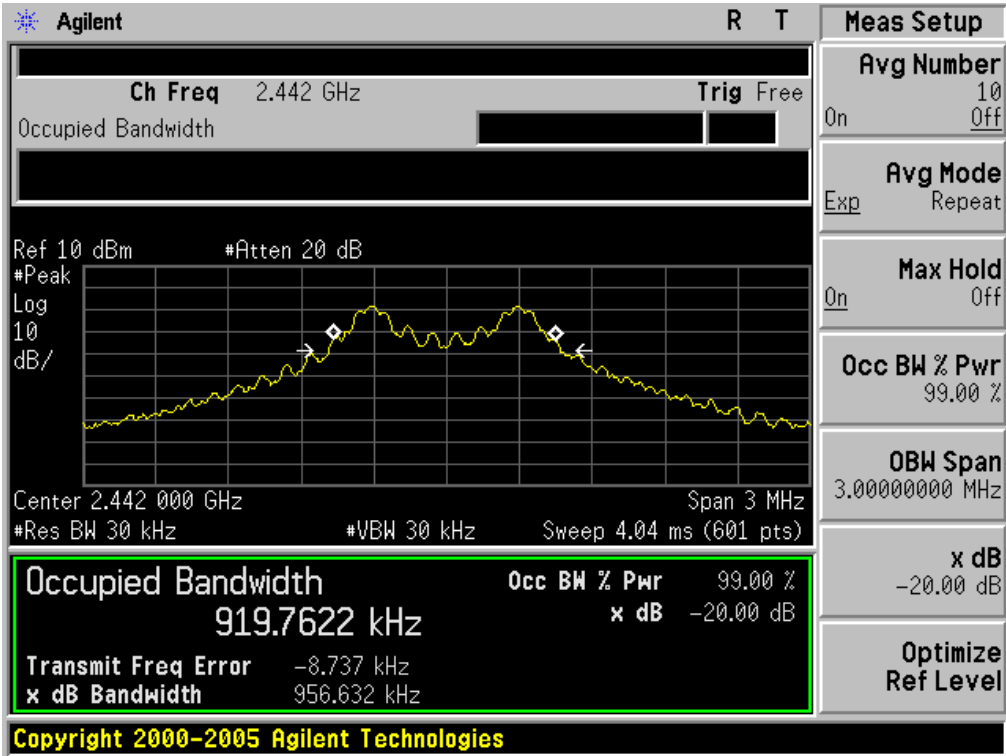 Agilent R T
Ch Freq 2.442 GHz Trig Free
Occupied Bandwidth
Ref 10 dBm #Atten 20 dB
#Peak
Log
10
dB/
Center 2.442 000 GHz Span 3 MHz
#Res BW 30 kHz #VBW 30 kHz Sweep 4.04 ms (601 pts)
Occupied Bandwidth Occ BW % Pwr 99.00 %
919.7622 kHz x dB -20.00 dB
Transmit Freq Error -8.737 kHz
x dB Bandwidth 956.632 kHz
Copyright 2000-2005 Agilent Technologies
Meas Setup
Avg Number
10
On Off
Avg Mode
Exp Repeat
Max Hold
On Off
Occ BW % Pwr
99.00 %
OBW Span
3.00000000 MHz
x dB
-20.00 dB
Optimize
Ref Level